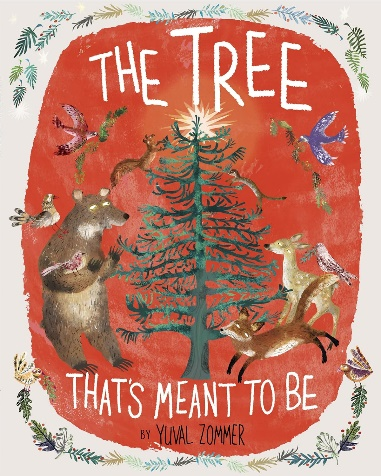 THE TREE
THAT'S MEANT TO BE
BY YUVAL ZOMMER